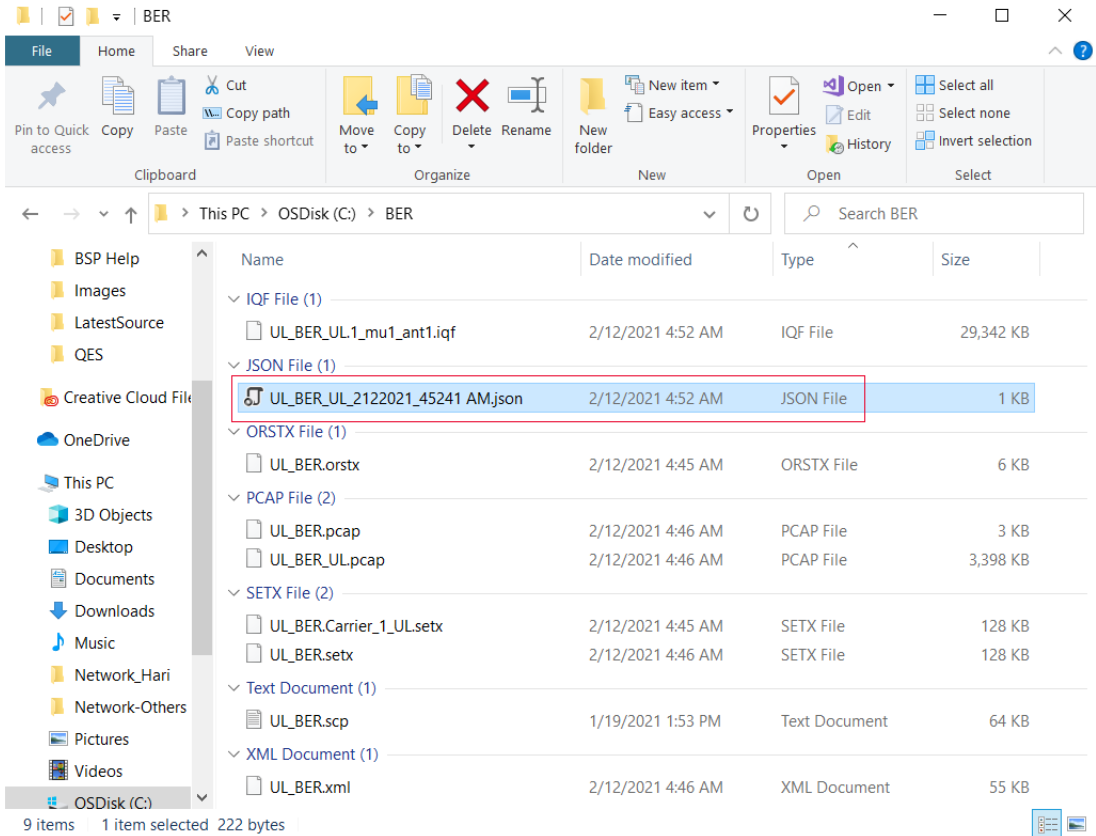 BER
File Home Share View
?
Pin to Quick access
Copy
Paste
Cut
Copy path
Paste shortcut
Clipboard
Move to
Copy to
Delete
Rename
Organize
New folder
New item
Easy access
New
Properties
Open
Edit
History
Open
Select all
Select none
Invert selection
Select
This PC > OSDisk (C:) > BER
Search BER
BSP Help
Images
LatestSource
QES
Creative Cloud File
OneDrive
This PC
3D Objects
Desktop
Documents
Downloads
Music
Network_Hari
Network-Others
Pictures
Videos
OSDisk (C:)
Name Date modified Type Size
IQF File (1)
UL_BER_UL.1_mu1_ant1.iqf 2/12/2021 4:52 AM IQF File 29,342 KB
JSON File (1)
UL_BER_UL_2122021_45241 AM.json 2/12/2021 4:52 AM JSON File 1 KB
ORSTX File (1)
UL_BER.orstx 2/12/2021 4:45 AM ORSTX File 6 KB
PCAP File (2)
UL_BER.pcap 2/12/2021 4:46 AM PCAP File 3 KB
UL_BER_UL.pcap 2/12/2021 4:46 AM PCAP File 3,398 KB
SETX File (2)
UL_BER.Carrier_1_UL.setx 2/12/2021 4:45 AM SETX File 128 KB
UL_BER.setx 2/12/2021 4:46 AM SETX File 128 KB
Text Document (1)
UL_BER.scp 1/19/2021 1:53 PM Text Document 64 KB
XML Document (1)
UL_BER.xml 2/12/2021 4:46 AM XML Document 55 KB
9 items 1 item selected 222 bytes